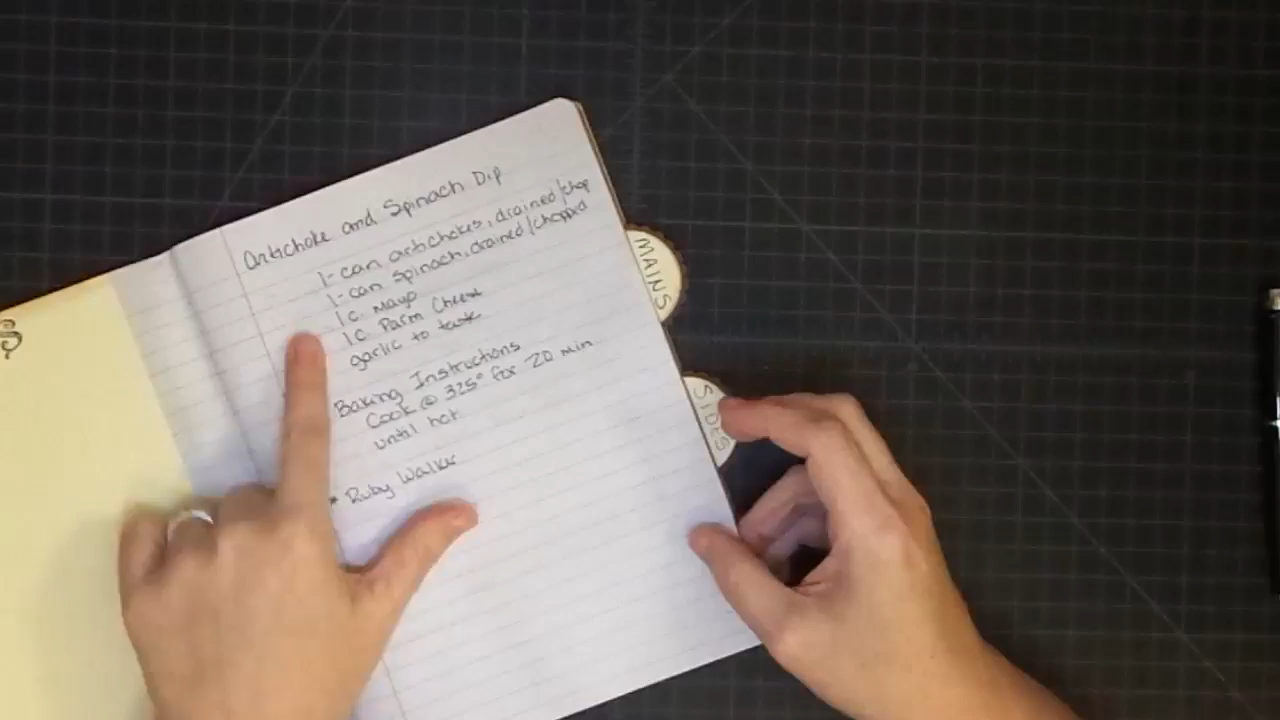 Artichoke and Spinach Dip
1-can artichokes, drained/chop
1-can Spinach, drained/chopped
1 c Mayo
1 c Parm Cheese
garlic to taste
Baking Instructions
Cook @ 325° for 20 min
until hot
* Ruby Walker
MAINS
SIDES